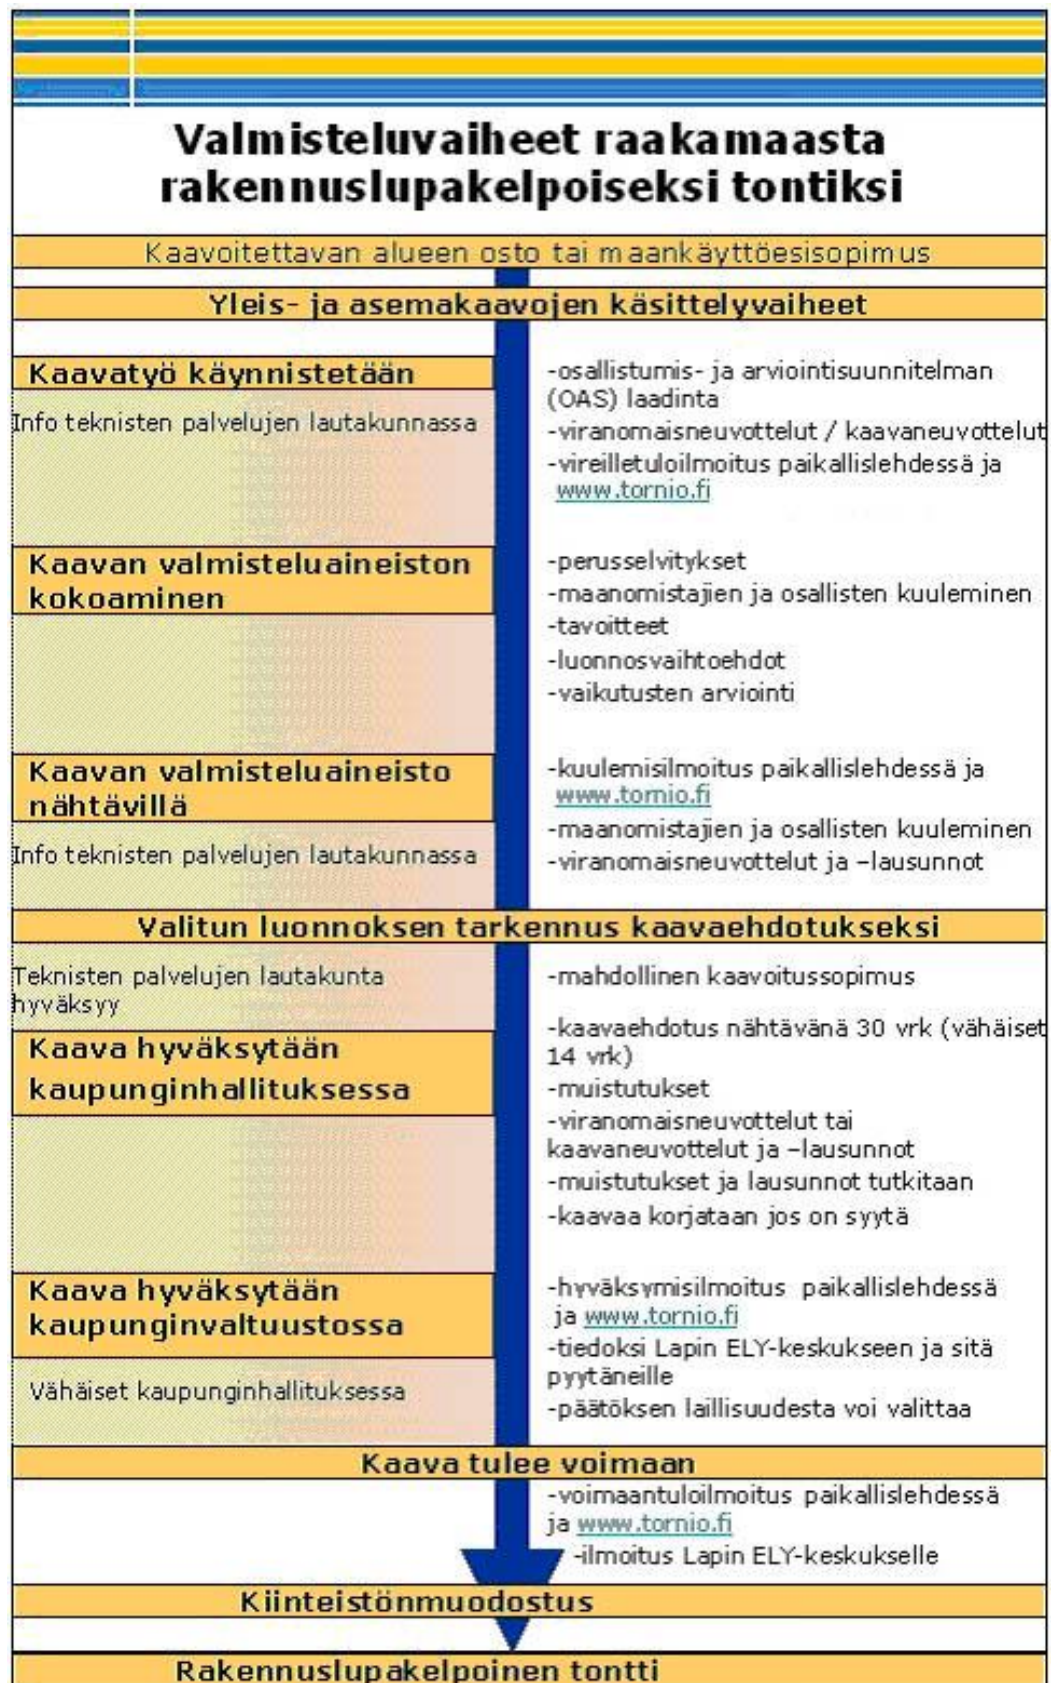 Valmisteluvaiheet raakamaasta
rakennuslupakelpoiseksi tontiksi
Kaavoitettavan alueen osto tai maankäyttöesisopimus
Yleis- ja asemakaavojen käsittelyvaiheet
Kaavatyö käynnistetään
Info teknisten palvelujen lautakunnassa
-osallistumis- ja arviointisuunnitelman
(OAS) laadinta
-viranomaisneuvottelut / kaavaneuvottelut
-vireilletuloilmoitus paikallislehdessä ja
www.tornio.fi
Kaavan valmisteluaineiston
kokoaminen
-perusselvitykset
-maanomistajien ja osallisten kuuleminen
-tavoitteet
-luonnosvaihtoehdot
-vaikutusten arviointi
Kaavan valmisteluaineisto
nähtävillä
Info teknisten palvelujen lautakunnassa
-kuulemisilmoitus paikallislehdessä ja
www.tornio.fi
-maanomistajien ja osallisten kuuleminen
-viranomaisneuvottelut ja –lausunnot
Valitun luonnoksen tarkennus kaavaehdotukseksi
Teknisten palvelujen lautakunta
hyväksyy
Kaava hyväksytään
kaupunginhallituksessa
-mahdollinen kaavoitussopimus
-kaavaehdotus nähtävänä 30 vrk (vähäiset
14 vrk)
-muistutukset
-viranomaisneuvottelut tai
kaavaneuvottelut ja –lausunnot
-muistutukset ja lausunnot tutkitaan
-kaavaa korjataan jos on syytä
Kaava hyväksytään
kaupunginvaltuustossa
Vähäiset kaupunginhallituksessa
-hyväksymisilmoitus paikallislehdessä
ja www.tornio.fi
-tiedoksi Lapin ELY-keskukseen ja sitä
pyytäneille
-päätöksen laillisuudesta voi valittaa
Kaava tulee voimaan
-voimaantuloilmoitus paikallislehdessä
ja www.tornio.fi
-ilmoitus Lapin ELY-keskukselle
Kiinteistönmuodostus
Rakennuslupakelpoinen tontti